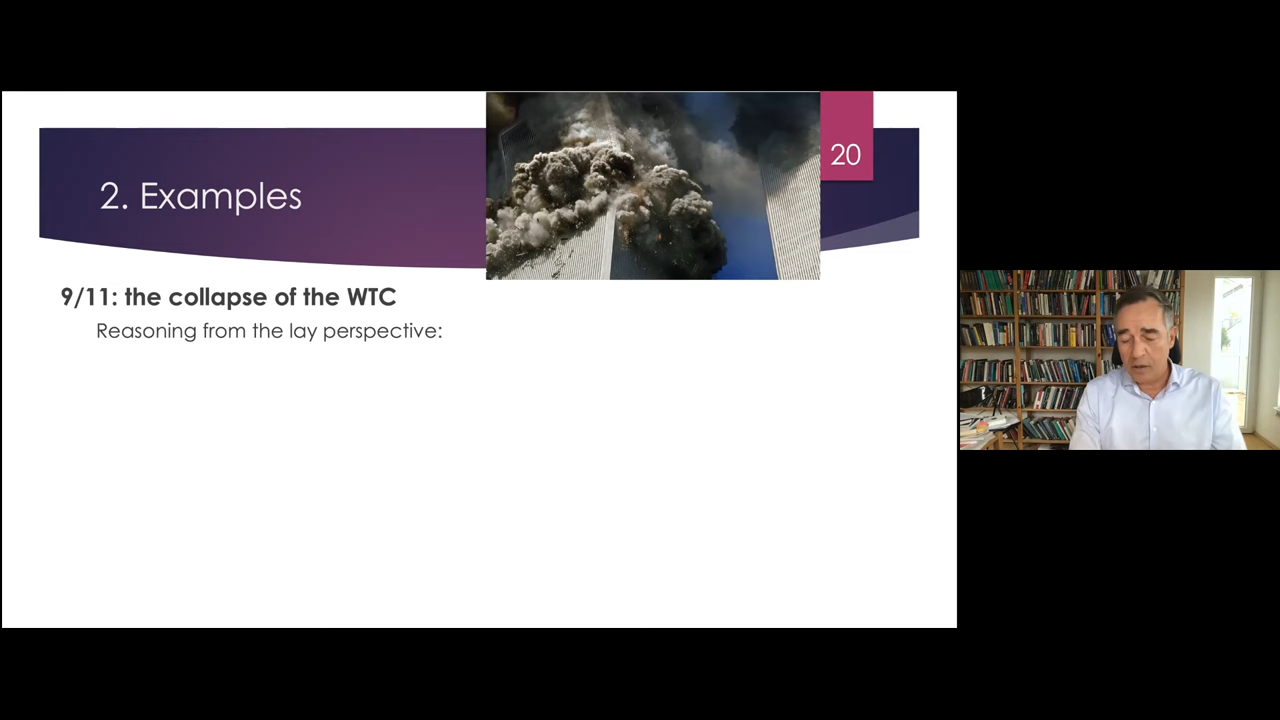 2. Examples
20
9/11: the collapse of the WTC
Reasoning from the lay perspective: